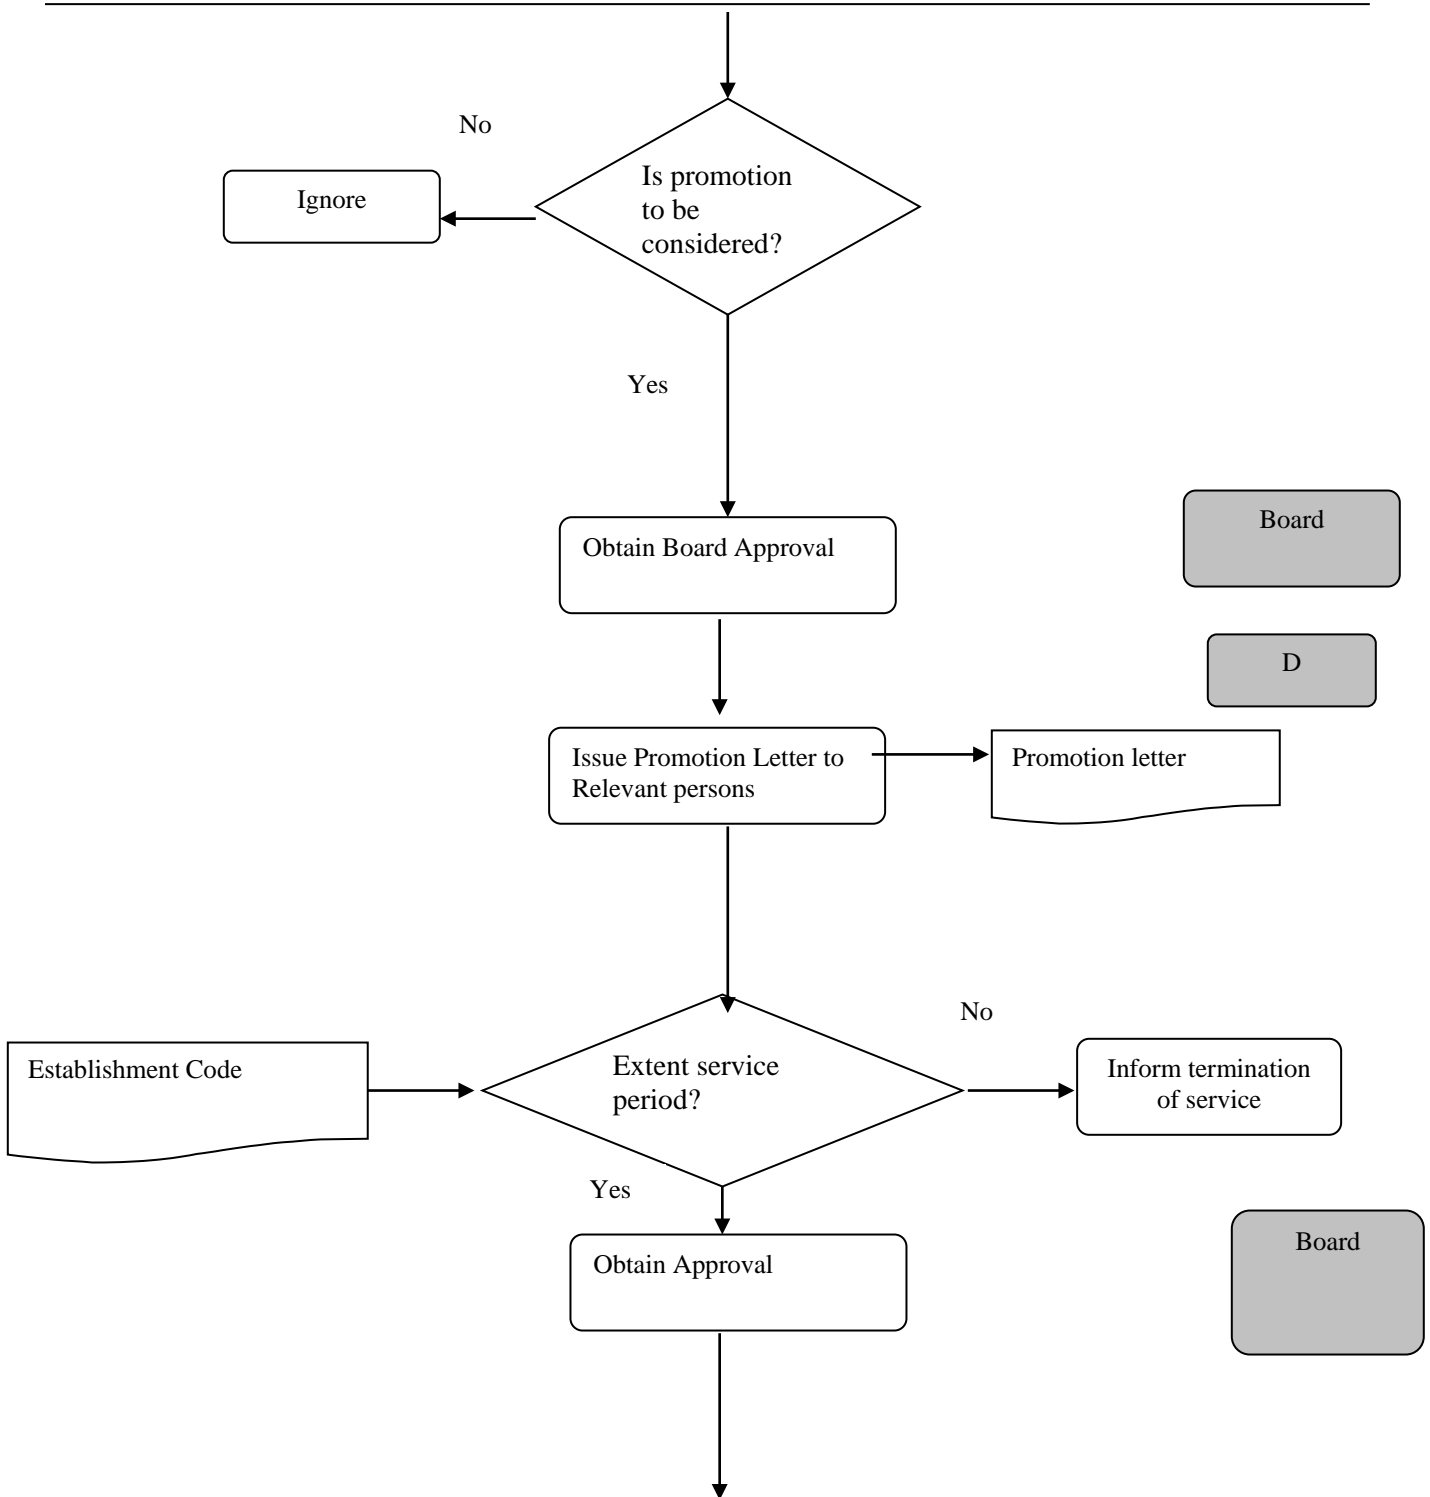 No
Is promotion
to be
considered?
Ignore
Yes
Obtain Board Approval
Board
D
Issue Promotion Letter to
Relevant persons
Promotion letter
No
Establishment Code
Extent service
period?
Inform termination
of service
Yes
Obtain Approval
Board